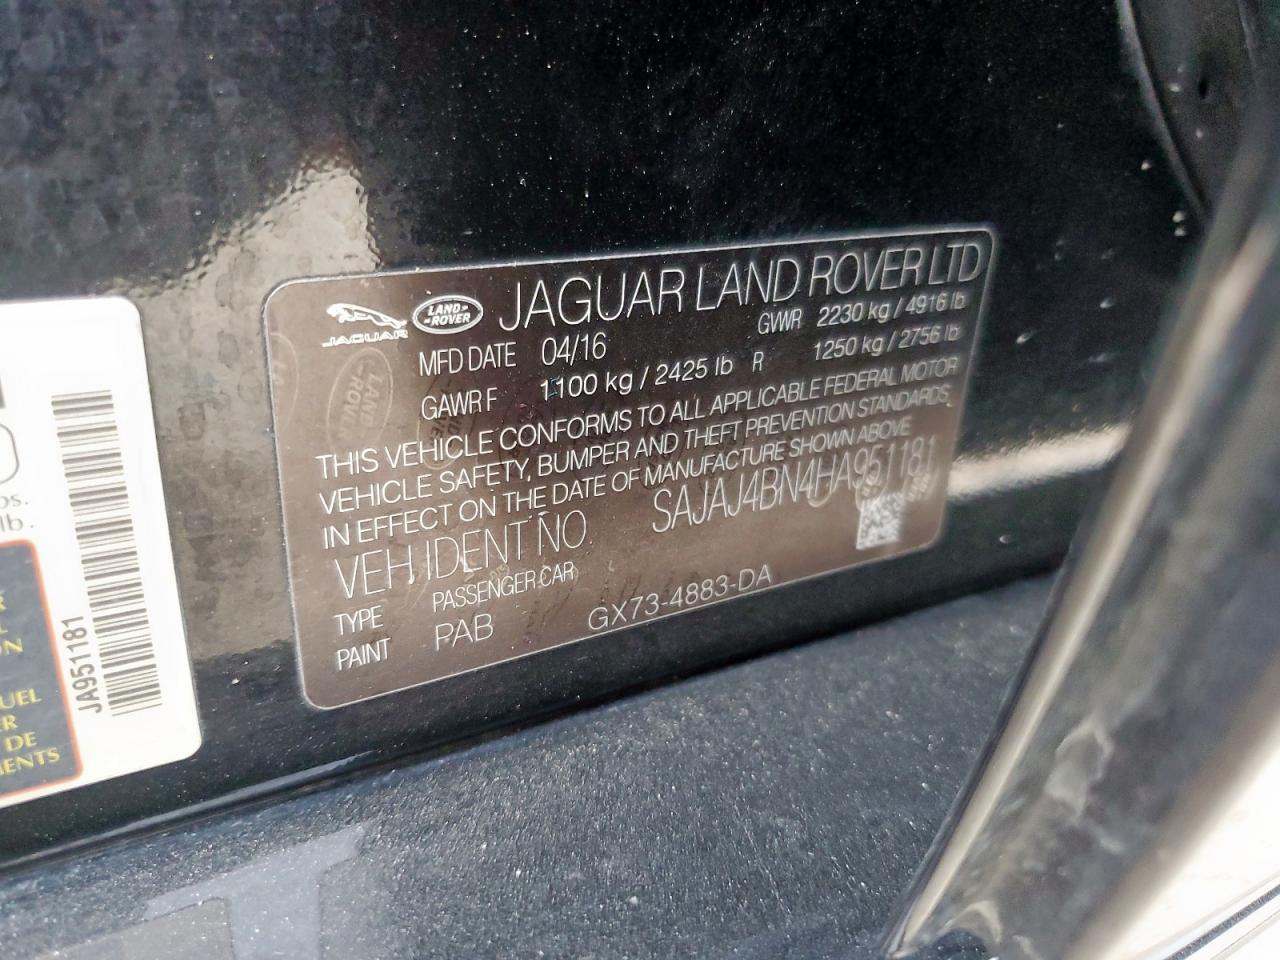 JAGUAR LAND-ROVER JAGUAR LAND ROVER LTD
MFD DATE 04/16 GVWR 2230 kg / 4916 lb
GAWR F 1100 kg / 2425 lb R 1250 kg / 2756 lb
THIS VEHICLE CONFORMS TO ALL APPLICABLE FEDERAL MOTOR
VEHICLE SAFETY, BUMPER AND THEFT PREVENTION STANDARDS
IN EFFECT ON THE DATE OF MANUFACTURE SHOWN ABOVE
VEH. IDENT NO. SAJAJ4BN4HA951181
TYPE PASSENGER CAR
PAINT PAB GX73-4883-DA
JA951181
lb.
DE